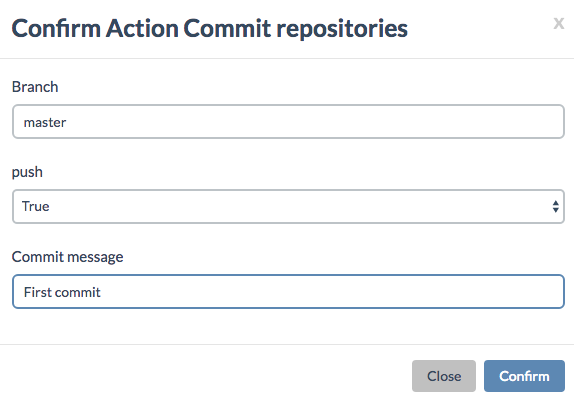 Confirm Action Commit repositories
x
Branch
master
push
True
Commit message
First commit
Close
Confirm